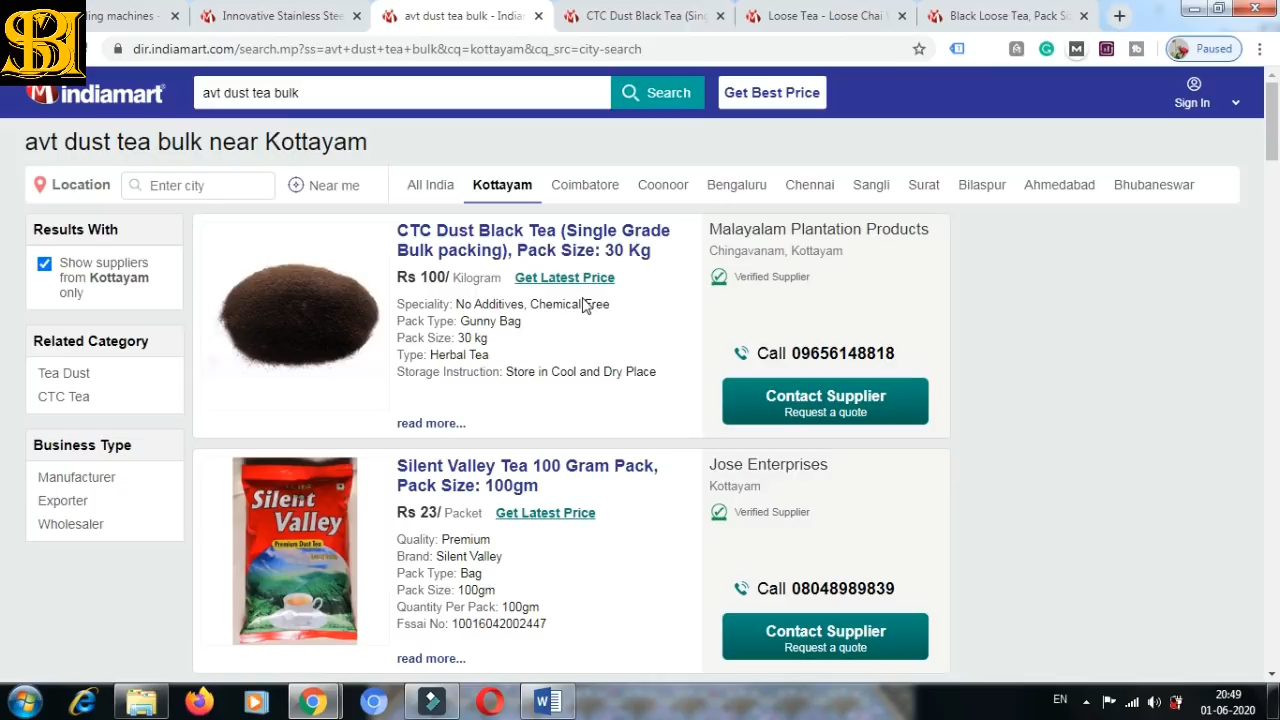 ling machines -
Innovative Stainless Stee
avt dust tea bulk - Indiam
CTC Dust Black Tea (Sing
Loose Tea - Loose Chai
Black Loose Tea, Pack Siz
dir.indiamart.com/search.mp?ss=avt+dust+tea+bulk&cq=kottayam&cq_src=city-search
Paused
indiamart
avt dust tea bulk
Search
Get Best Price
Sign In
avt dust tea bulk near Kottayam
Location
Enter city
Near me
All India
Kottayam
Coimbatore
Coonoor
Bengaluru
Chennai
Sangli
Surat
Bilaspur
Ahmedabad
Bhubaneswar
Results With
Show suppliers
from Kottayam
only
Related Category
Tea Dust
CTC Tea
Business Type
Manufacturer
Exporter
Wholesaler
CTC Dust Black Tea (Single Grade
Bulk packing), Pack Size: 30 Kg
Rs 100/ Kilogram Get Latest Price
Speciality: No Additives, Chemical Free
Pack Type: Gunny Bag
Pack Size: 30 kg
Type: Herbal Tea
Storage Instruction: Store in Cool and Dry Place
read more...
Malayalam Plantation Products
Chingavanam, Kottayam
Verified Supplier
Call 09656148818
Contact Supplier
Request a quote
Silent
Valley
Premium Dust Tea
Silent Valley Tea 100 Gram Pack,
Pack Size: 100gm
Rs 23/ Packet Get Latest Price
Quality: Premium
Brand: Silent Valley
Pack Type: Bag
Pack Size: 100gm
Quantity Per Pack: 100gm
Fssai No: 10016042002447
read more...
Jose Enterprises
Kottayam
Verified Supplier
Call 08048989839
Contact Supplier
Request a quote
EN
20:49
01-06-2020